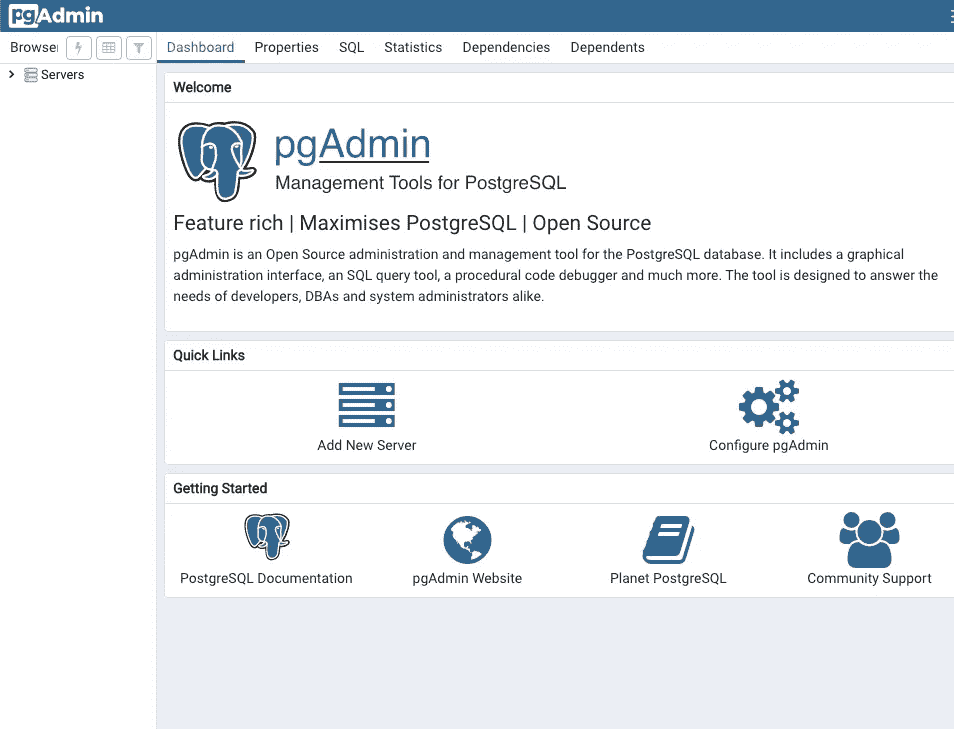 pgAdmin
Browse
Dashboard Properties SQL Statistics Dependencies Dependents
Servers
Welcome
pgAdmin
Management Tools for PostgreSQL
Feature rich | Maximises PostgreSQL | Open Source
pgAdmin is an Open Source administration and management tool for the PostgreSQL database. It includes a graphical
administration interface, an SQL query tool, a procedural code debugger and much more. The tool is designed to answer the
needs of developers, DBAs and system administrators alike.
Quick Links
Add New Server
Configure pgAdmin
Getting Started
PostgreSQL Documentation
pgAdmin Website
Planet PostgreSQL
Community Support